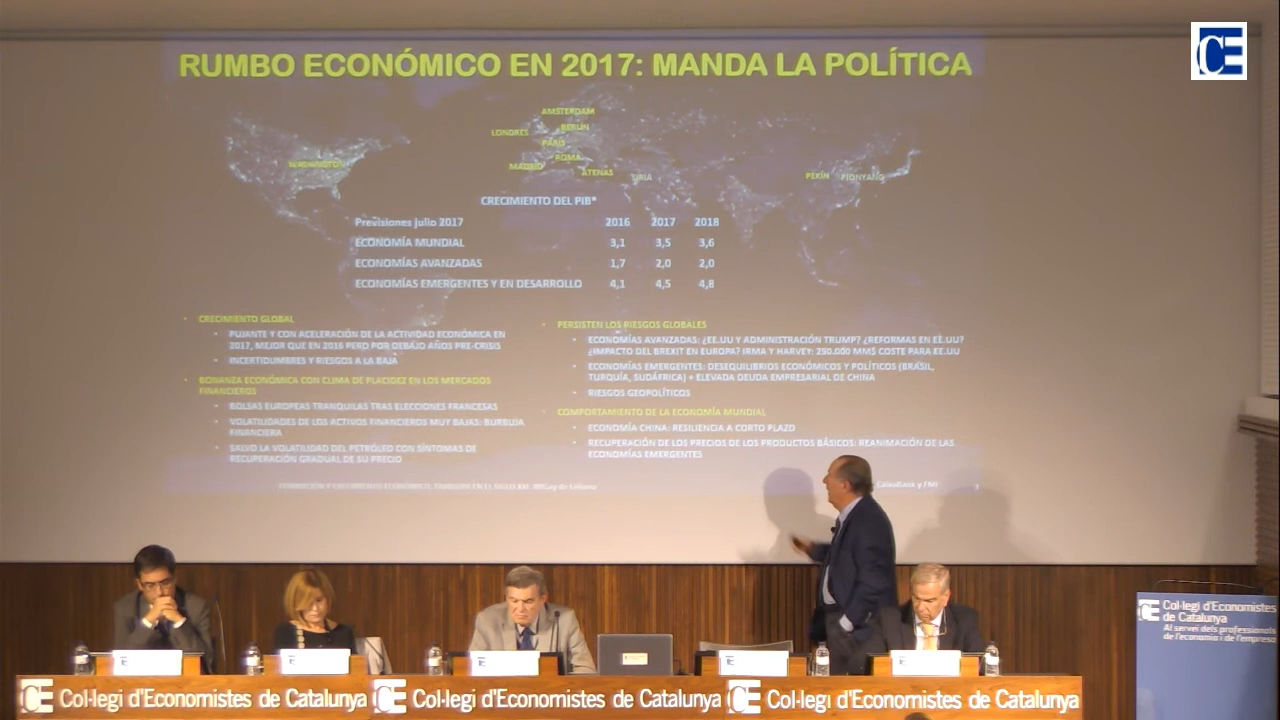 CE
RUMBO ECONÓMICO EN 2017: MANDA LA POLÍTICA
AMSTERDAM
LONDRES
BERLÍN
PARÍS
WASHINGTON
MADRID
ROMA
ATENAS
SIRIA
PEKÍN
PIONYANG
CRECIMIENTO DEL PIB*
Previsiones julio 2017 2016 2017 2018
ECONOMÍA MUNDIAL 3,1 3,5 3,6
ECONOMÍAS AVANZADAS 1,7 2,0 2,0
ECONOMÍAS EMERGENTES Y EN DESARROLLO 4,1 4,5 4,8
• CRECIMIENTO GLOBAL
• PUJANTE Y CON ACELERACIÓN DE LA ACTIVIDAD ECONÓMICA EN
2017, MEJOR QUE EN 2016 PERO POR DEBAJO AÑOS PRE-CRISIS
• INCERTIDUMBRES Y RIESGOS A LA BAJA
• BONANZA ECONÓMICA CON CLIMA DE PLACIDEZ EN LOS MERCADOS
FINANCIEROS
• BOLSAS EUROPEAS TRANQUILAS TRAS ELECCIONES FRANCESAS
• VOLATILIDADES DE LOS ACTIVOS FINANCIEROS MUY BAJAS: BURBUJA
FINANCIERA
• SALVO LA VOLATILIDAD DEL PETRÓLEO CON SÍNTOMAS DE
RECUPERACIÓN GRADUAL DE SU PRECIO
• PERSISTEN LOS RIESGOS GLOBALES
• ECONOMÍAS AVANZADAS: ¿EE.UU Y ADMINISTRACIÓN TRUMP? ¿REFORMAS EN EE.UU?
¿IMPACTO DEL BREXIT EN EUROPA? IRMA Y HARVEY: 290.000 MM$ COSTE PARA EE.UU
• ECONOMÍAS EMERGENTES: DESEQUILIBRIOS ECONÓMICOS Y POLÍTICOS (BRASIL,
TURQUÍA, SUDÁFRICA) + ELEVADA DEUDA EMPRESARIAL DE CHINA
• RIESGOS GEOPOLÍTICOS
• COMPORTAMIENTO DE LA ECONOMÍA MUNDIAL
• ECONOMÍA CHINA: RESILIENCIA A CORTO PLAZO
• RECUPERACIÓN DE LOS PRECIOS DE LOS PRODUCTOS BÁSICOS: REANIMACIÓN DE LAS
ECONOMÍAS EMERGENTES
CaixaBank y FMI
CE Col·legi d'Economistes
de Catalunya
Al servei dels professionals
de l'economia i de l'empresa
CE Col·legi d'Economistes de Catalunya CE Col·legi d'Economistes de Catalunya CE Col·legi d'Economistes de Catalunya